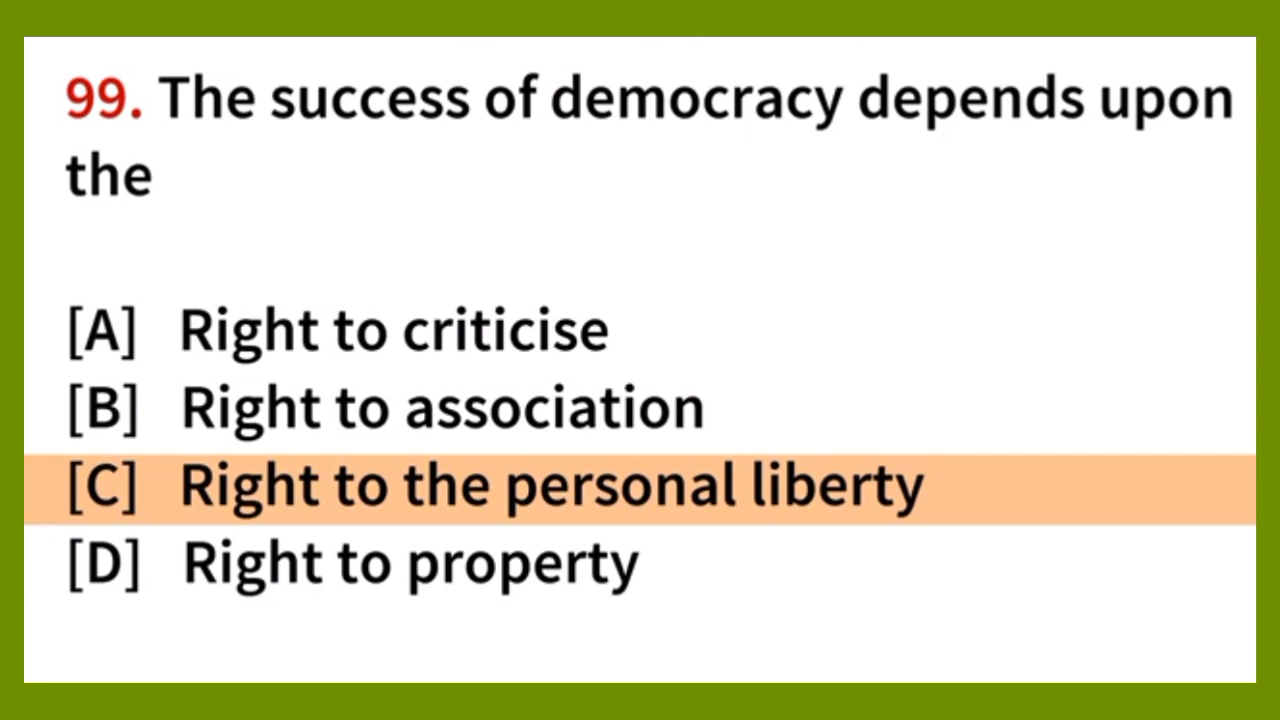 99. The success of democracy depends upon
the
[A] Right to criticise
[B] Right to association
[C] Right to the personal liberty
[D] Right to property